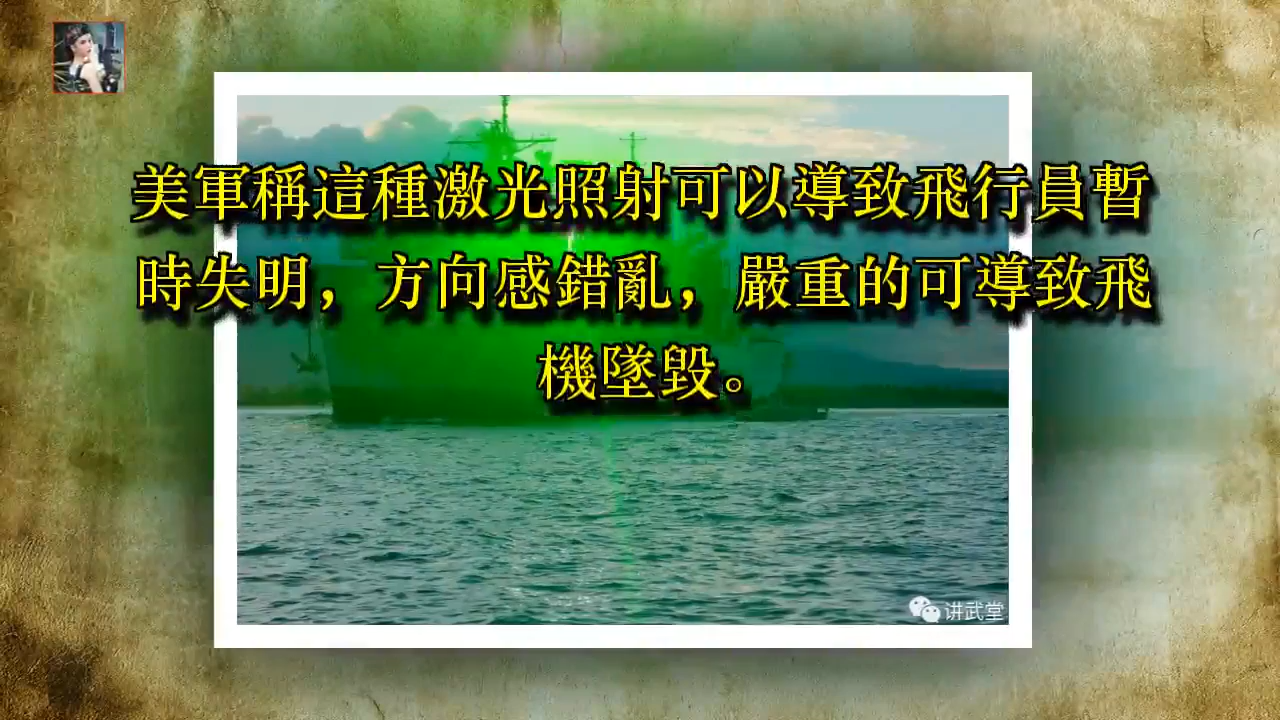 美軍稱這種激光照射可以導致飛行員暫
時失明，方向感錯亂，嚴重的可導致飛
機墜毀。
讲武堂